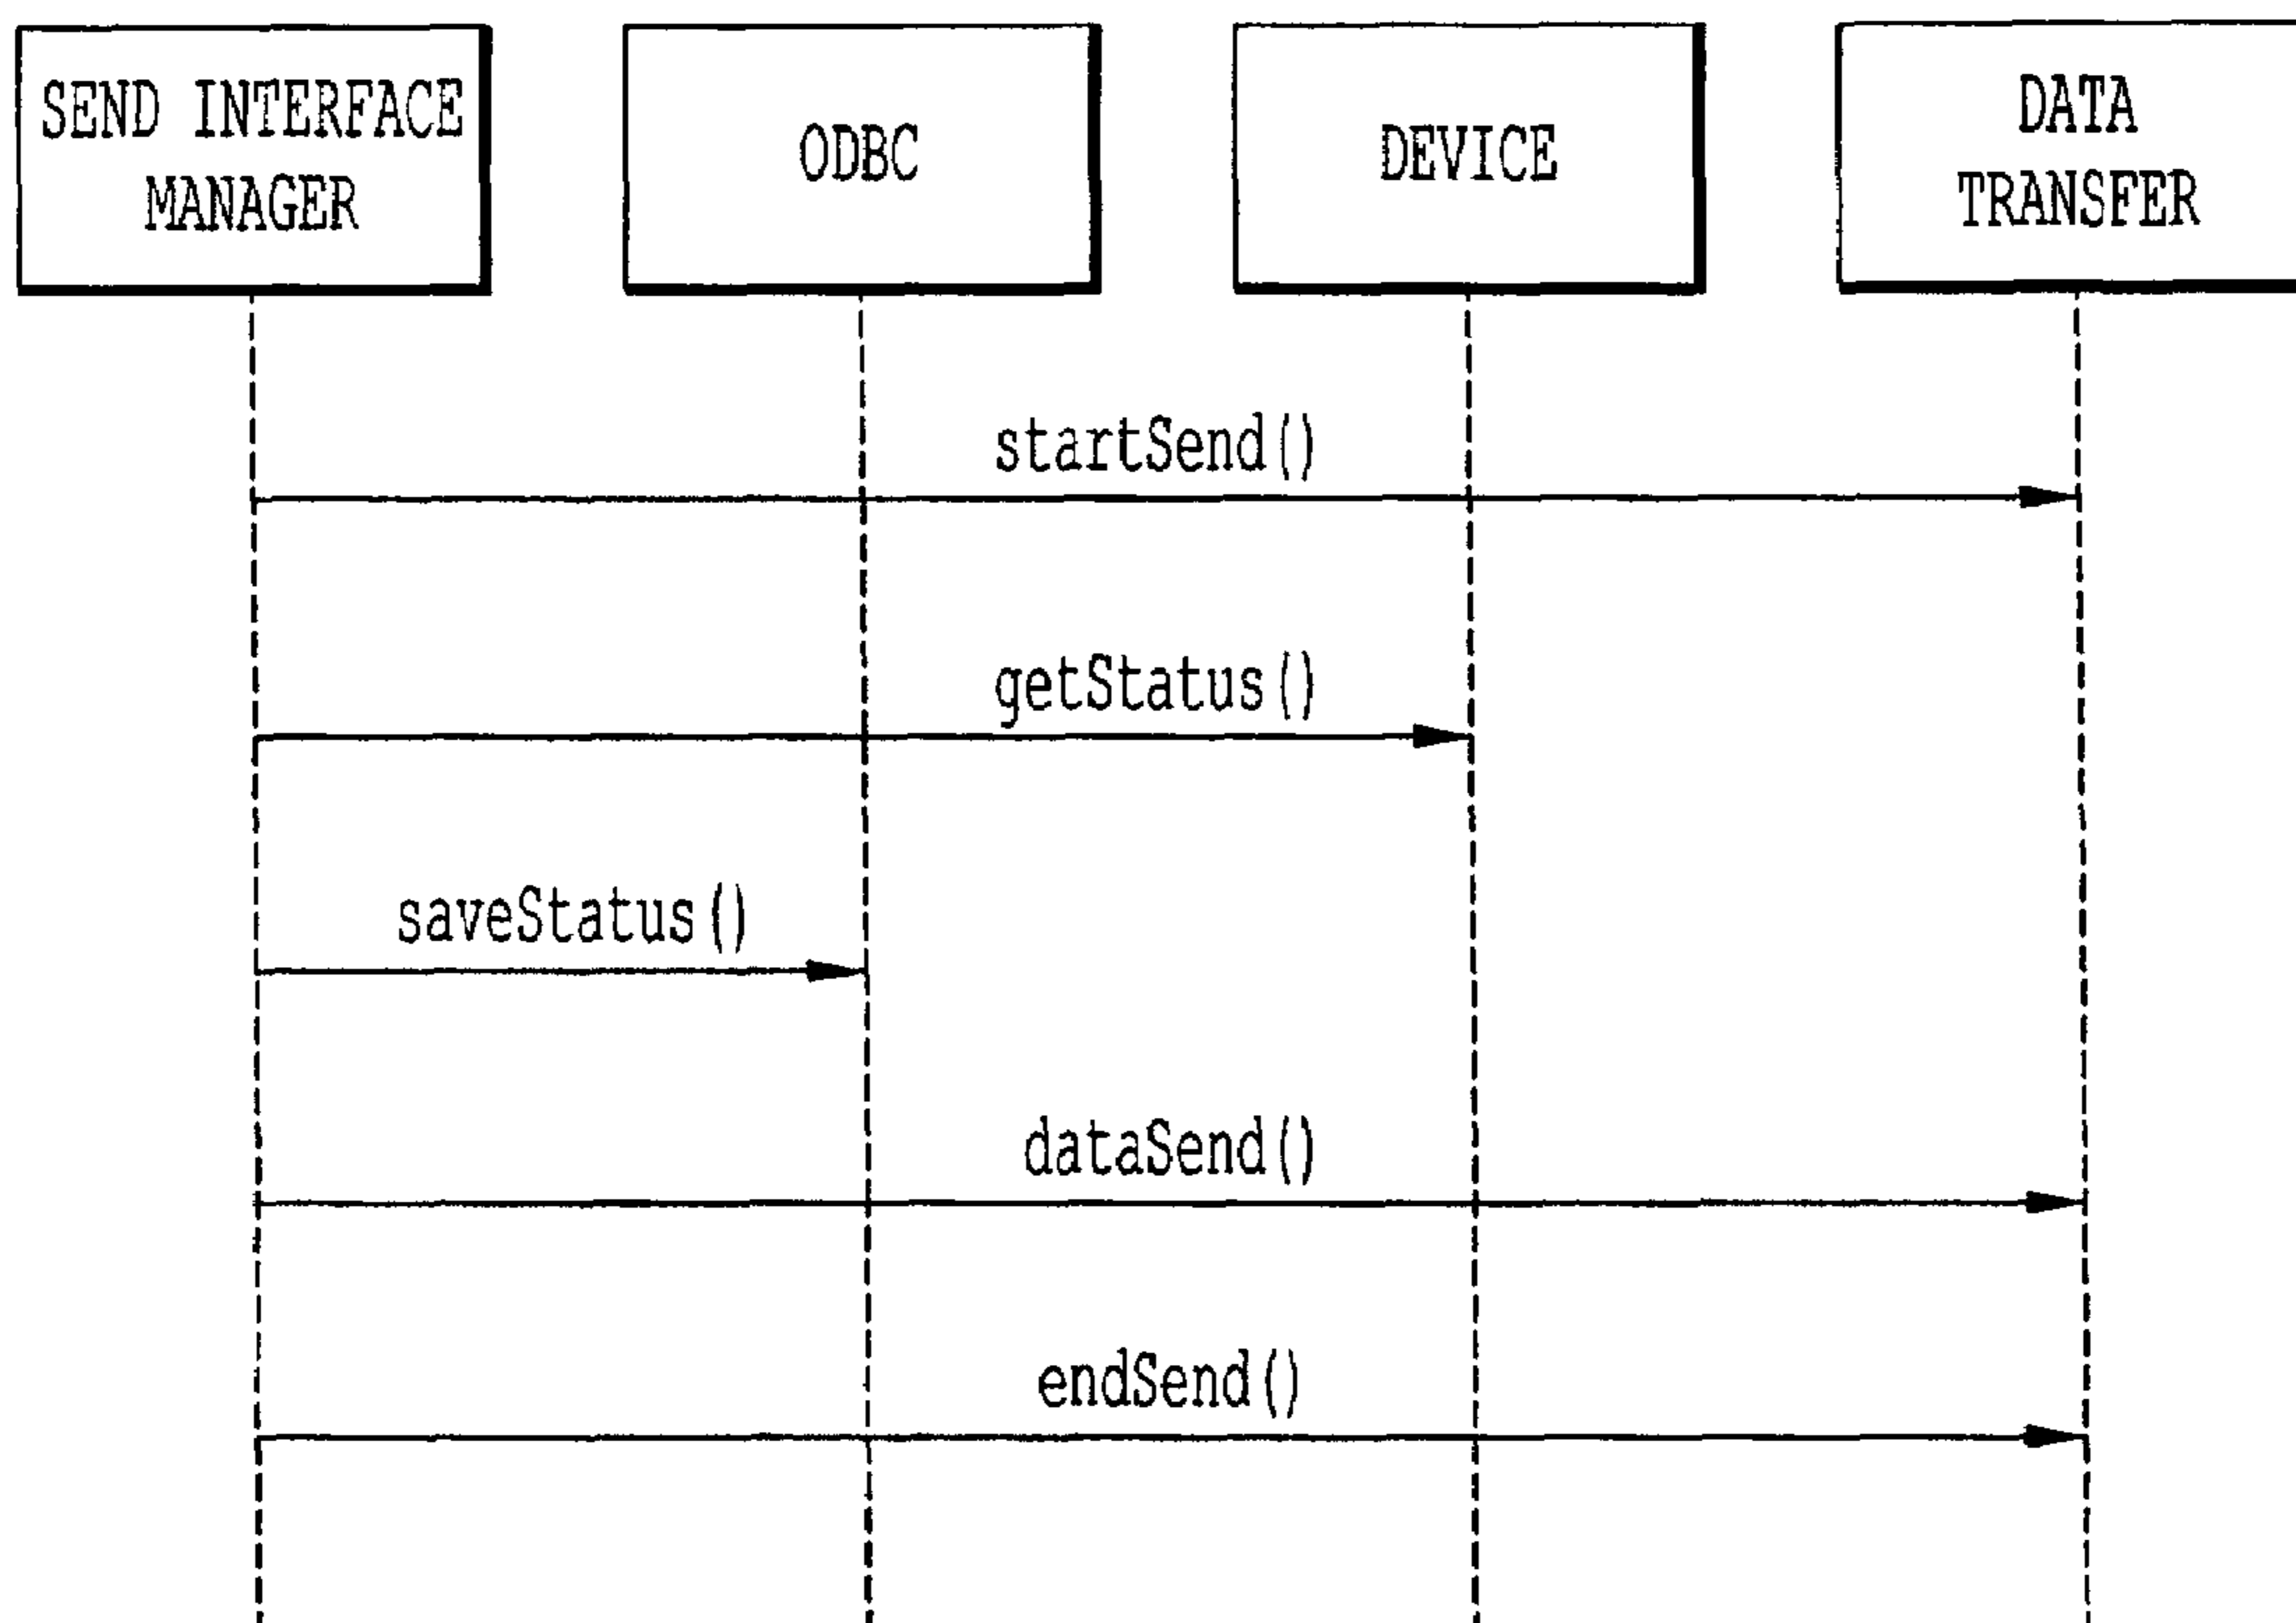 SEND INTERFACE
MANAGER
ODBC
DEVICE
DATA
TRANSFER
startSend()
getStatus()
saveStatus()
dataSend()
endSend()